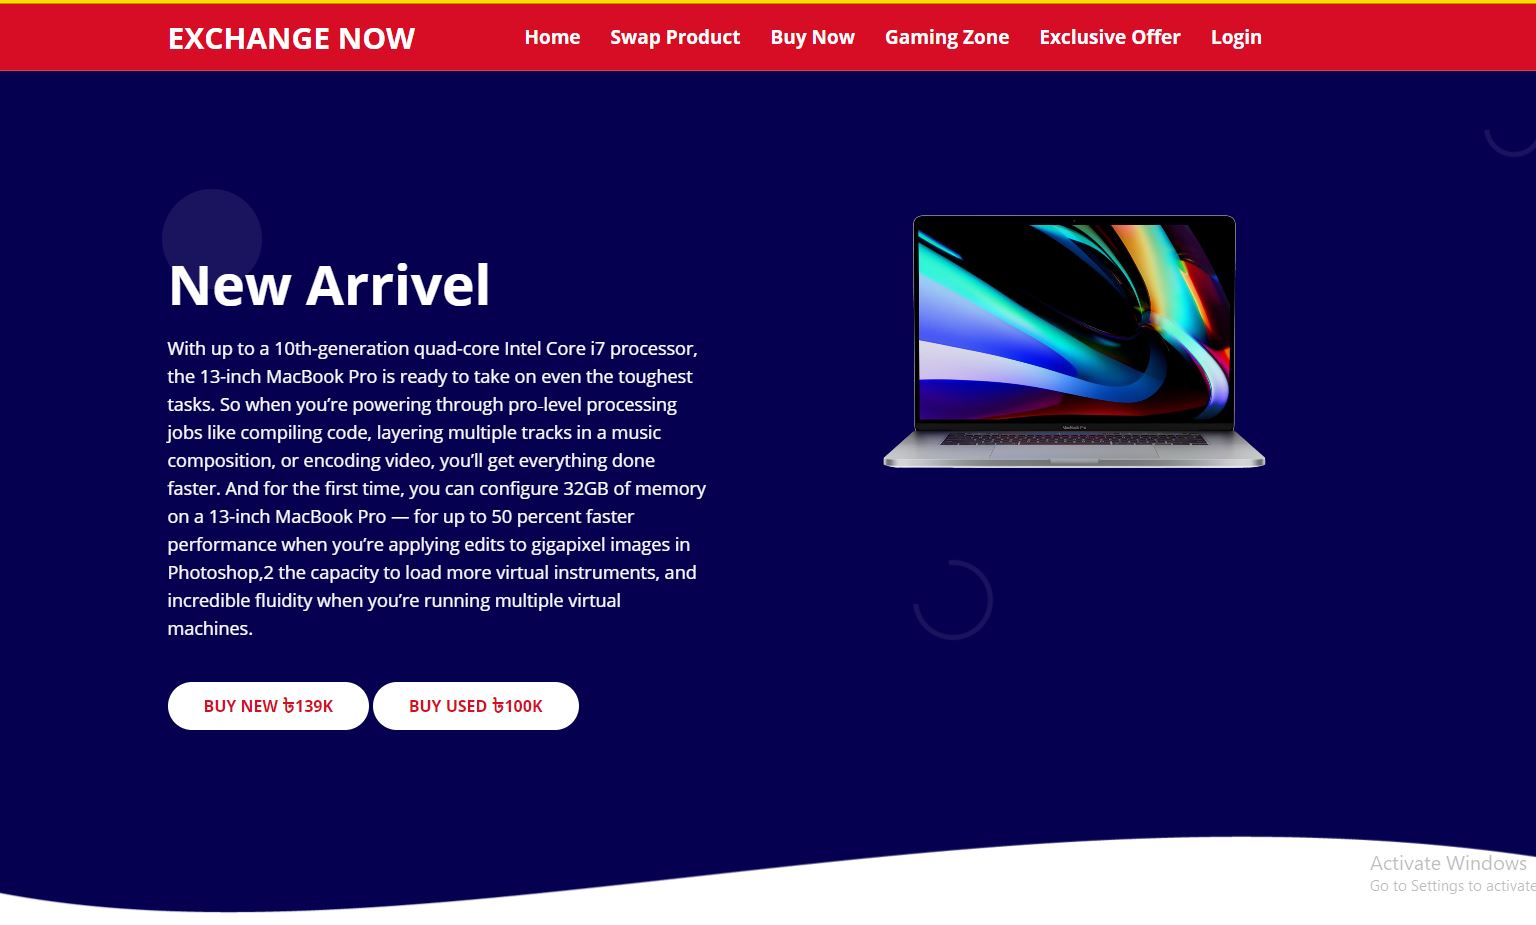 EXCHANGE NOW
Home
Swap Product
Buy Now
Gaming Zone
Exclusive Offer
Login
New Arrivel
With up to a 10th-generation quad-core Intel Core i7 processor,
the 13-inch MacBook Pro is ready to take on even the toughest
tasks. So when you’re powering through pro-level processing
jobs like compiling code, layering multiple tracks in a music
composition, or encoding video, you’ll get everything done
faster. And for the first time, you can configure 32GB of memory
on a 13-inch MacBook Pro — for up to 50 percent faster
performance when you’re applying edits to gigapixel images in
Photoshop,2 the capacity to load more virtual instruments, and
incredible fluidity when you’re running multiple virtual
machines.
MacBook Pro
BUY NEW ৳139K
BUY USED ৳100K
Activate Windows
Go to Settings to activate